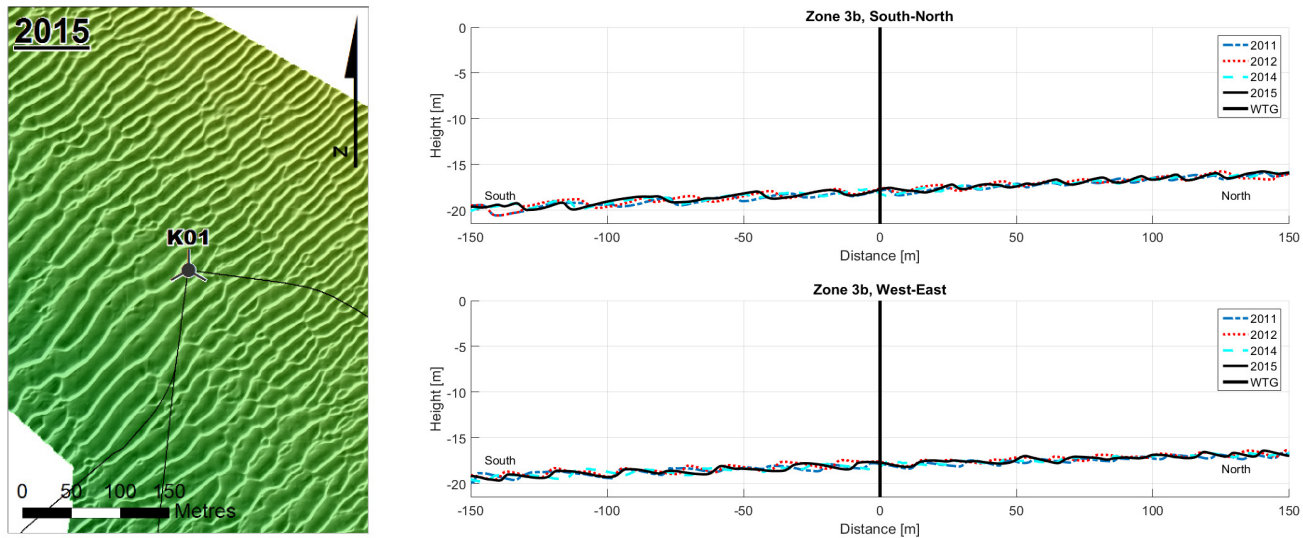 2015
N
K01
0 50 100 150
Metres
Zone 3b, South-North
Height [m]
0
-5
-10
-15
-20
South
North
2011
2012
2014
2015
WTG
-150 -100 -50 0 50 100 150
Distance [m]
Zone 3b, West-East
Height [m]
0
-5
-10
-15
-20
South
North
2011
2012
2014
2015
WTG
-150 -100 -50 0 50 100 150
Distance [m]